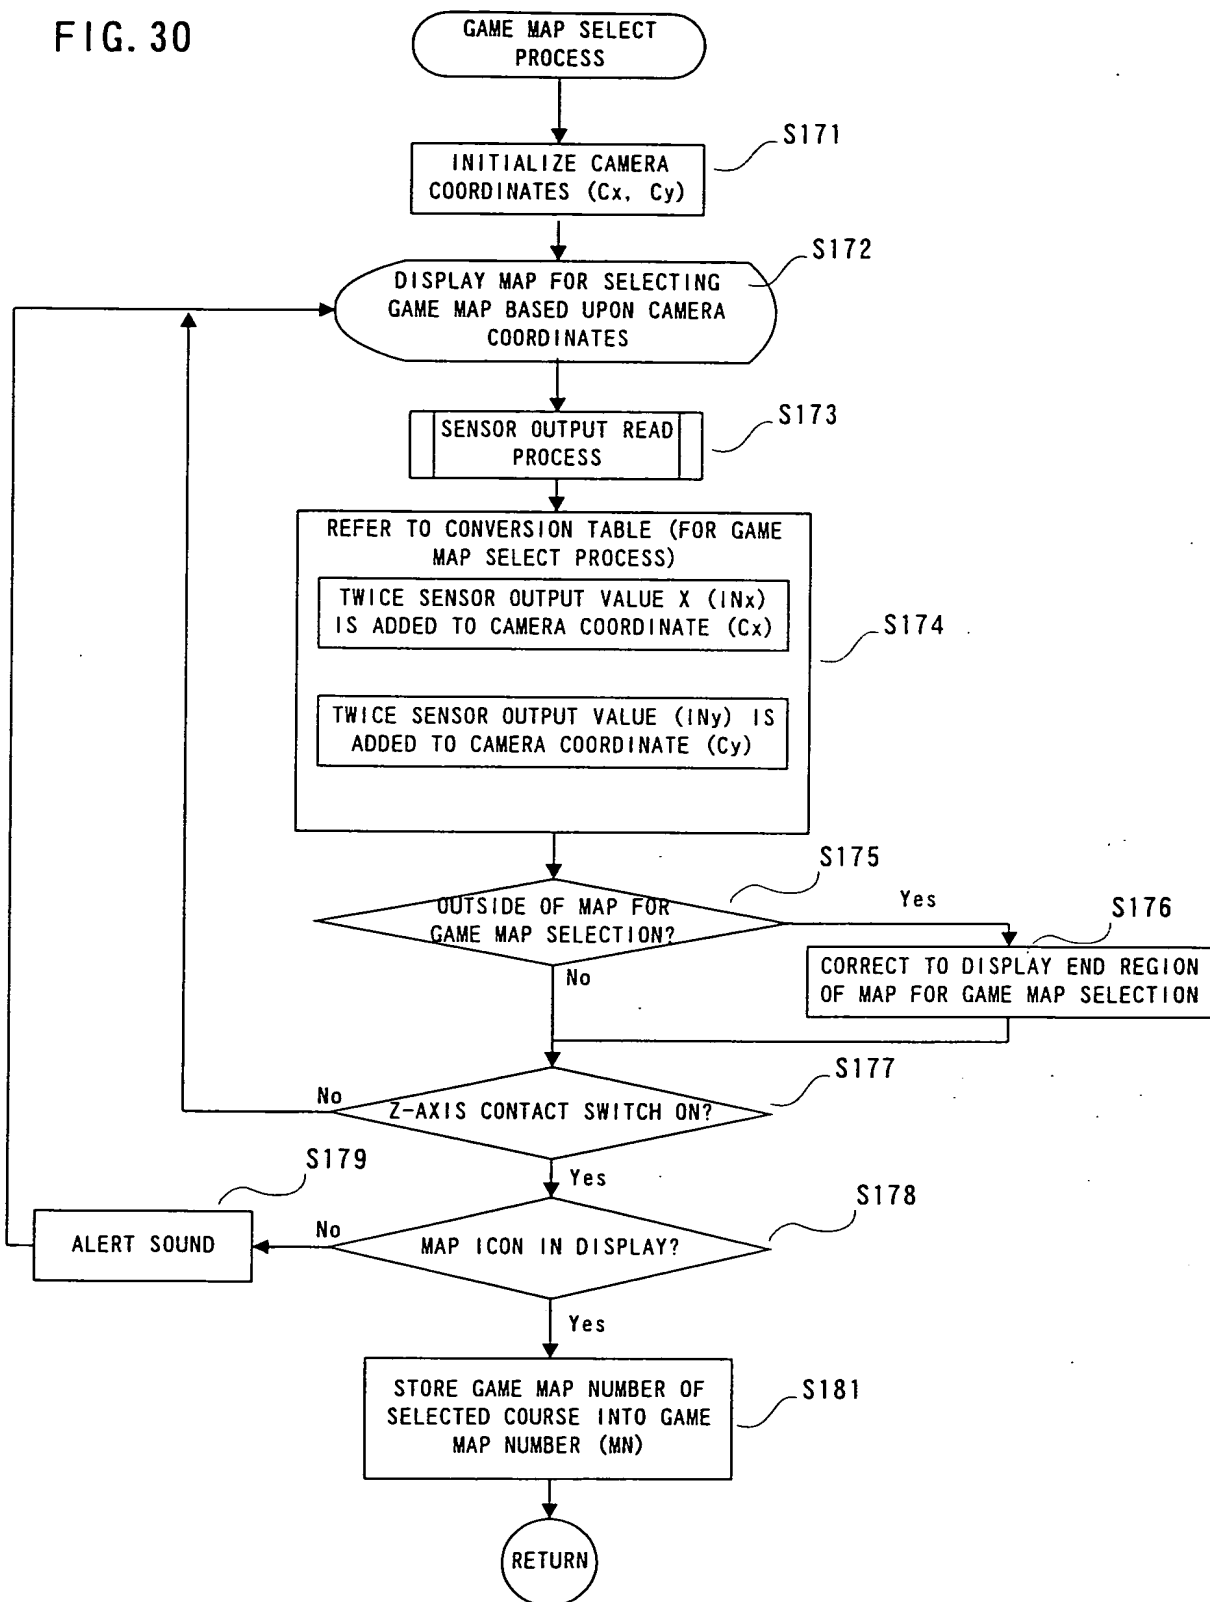 FIG. 30
GAME MAP SELECT
PROCESS
S171
INITIALIZE CAMERA
COORDINATES (Cx, Cy)
S172
DISPLAY MAP FOR SELECTING
GAME MAP BASED UPON CAMERA
COORDINATES
S173
SENSOR OUTPUT READ
PROCESS
REFER TO CONVERSION TABLE (FOR GAME
MAP SELECT PROCESS)
TWICE SENSOR OUTPUT VALUE X (INx)
IS ADDED TO CAMERA COORDINATE (Cx)
S174
TWICE SENSOR OUTPUT VALUE (INy) IS
ADDED TO CAMERA COORDINATE (Cy)
S175
OUTSIDE OF MAP FOR
GAME MAP SELECTION?
Yes
No
S176
CORRECT TO DISPLAY END REGION
OF MAP FOR GAME MAP SELECTION
S177
Z-AXIS CONTACT SWITCH ON?
No
Yes
S179
ALERT SOUND
S178
MAP ICON IN DISPLAY?
No
Yes
S181
STORE GAME MAP NUMBER OF
SELECTED COURSE INTO GAME
MAP NUMBER (MN)
RETURN